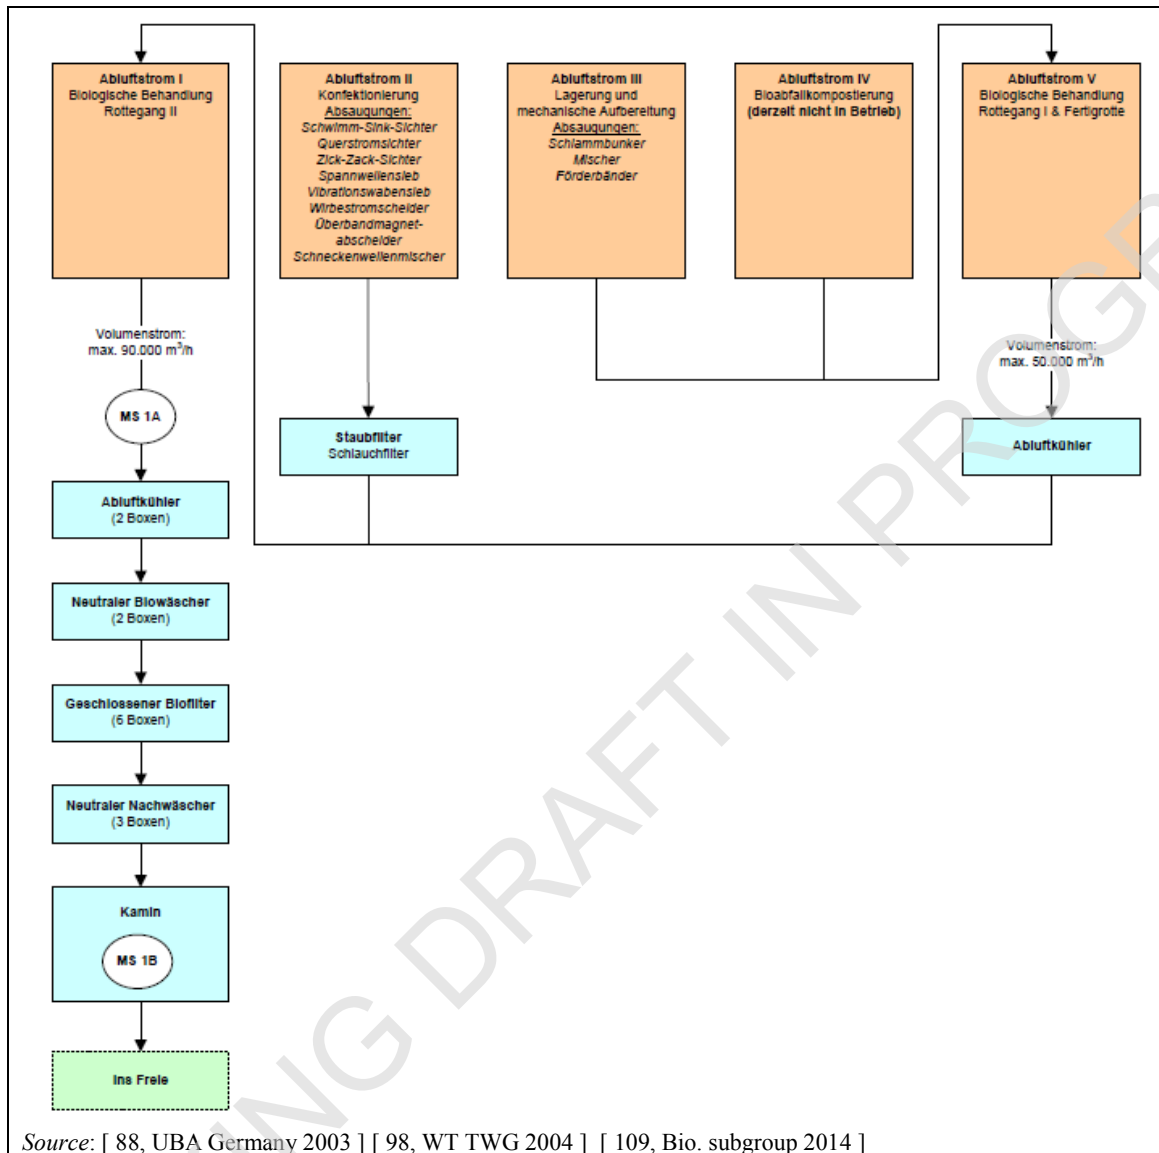 Abluftstrom I
Biologische Behandlung
Rottegang II
Abluftstrom II
Konfektionierung
Absaugungen:
Schwimm-Sink-Sichter
Querstromsichter
Zick-Zack-Sichter
Spannwellensieb
Vibrationswabensieb
Wirbestromscheider
Überbandmagnet-
abscheider
Schneckenwellenmischer
Abluftstrom III
Lagerung und
mechanische Aufbereitung
Absaugungen:
Schlammbunker
Mischer
Förderbänder
Abluftstrom IV
Bioabfallkompostierung
(derzeit nicht in Betrieb)
Abluftstrom V
Biologische Behandlung
Rottegang I & Fertigrotte
Volumenstrom:
max. 90.000 m³/h
Volumenstrom:
max. 50.000 m³/h
MS 1A
Staubfilter
Schlauchfilter
Abluftkühler
Abluftkühler
(2 Boxen)
Neutraler Biowäscher
(2 Boxen)
Geschlossener Biofilter
(6 Boxen)
Neutraler Nachwäscher
(3 Boxen)
Kamin
MS 1B
Ins Freie
ING DRAFT IN PROGR
Source: [ 88, UBA Germany 2003 ] [ 98, WT TWG 2004 ] [ 109, Bio. subgroup 2014 ]